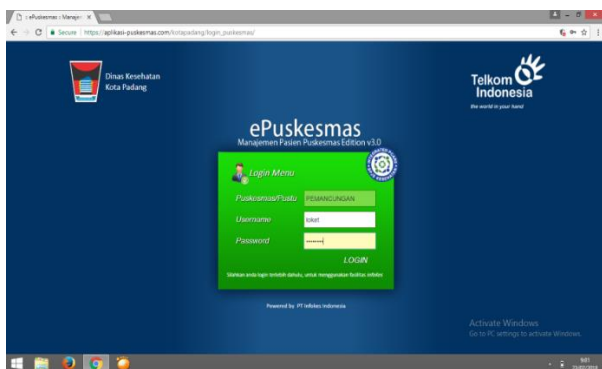 :: ePuskesmas :: Manajer
Secure | https://aplikasi-puskesmas.com/kotapadang/login_puskesmas/
Dinas Kesehatan
Kota Padang
Telkom
Indonesia
the world in your hand
ePuskesmas
Manajemen Pasien Puskesmas Edition v3.0
Login Menu
Puskesmas/Pustu PEMANCUNGAN
Username loket
Password
LOGIN
Silahkan anda login terlebih dahulu, untuk menggunakan fasilitas infokes
Powered by PT Infokes Indonesia
Activate Windows
Go to PC settings to activate Windows.
9:01